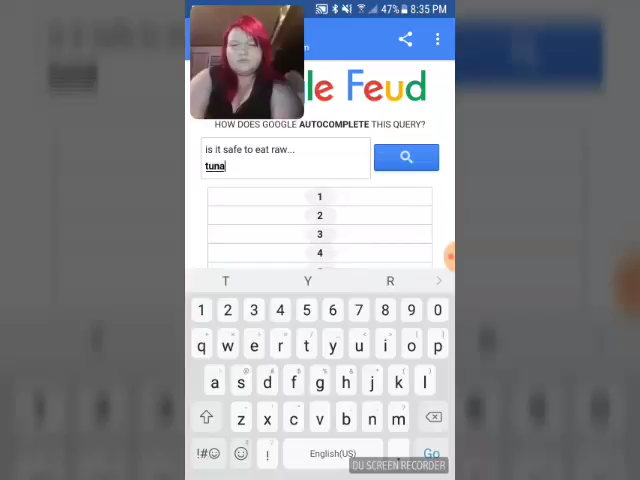 47% 8:35 PM
n
le Feud
HOW DOES GOOGLE AUTOCOMPLETE THIS QUERY?
is it safe to eat raw...
tuna
1
2
3
4
T Y R
1 2 3 4 5 6 7 8 9 0
q w e r t y u i o p
a s d f g h j k l
z x c v b n m
!#☺ ! English(US) . Go
DU SCREEN RECORDER